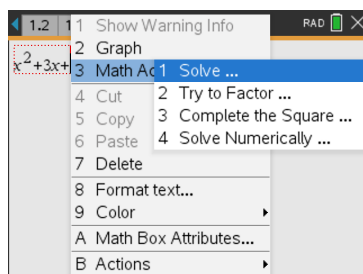 1.2 1 RAD
1 Show Warning Info
2 Graph
x²+3x+
3 Math Ac
1 Solve ...
2 Try to Factor ...
3 Complete the Square ...
4 Solve Numerically ...
4 Cut
5 Copy
6 Paste
7 Delete
8 Format text...
9 Color
A Math Box Attributes...
B Actions